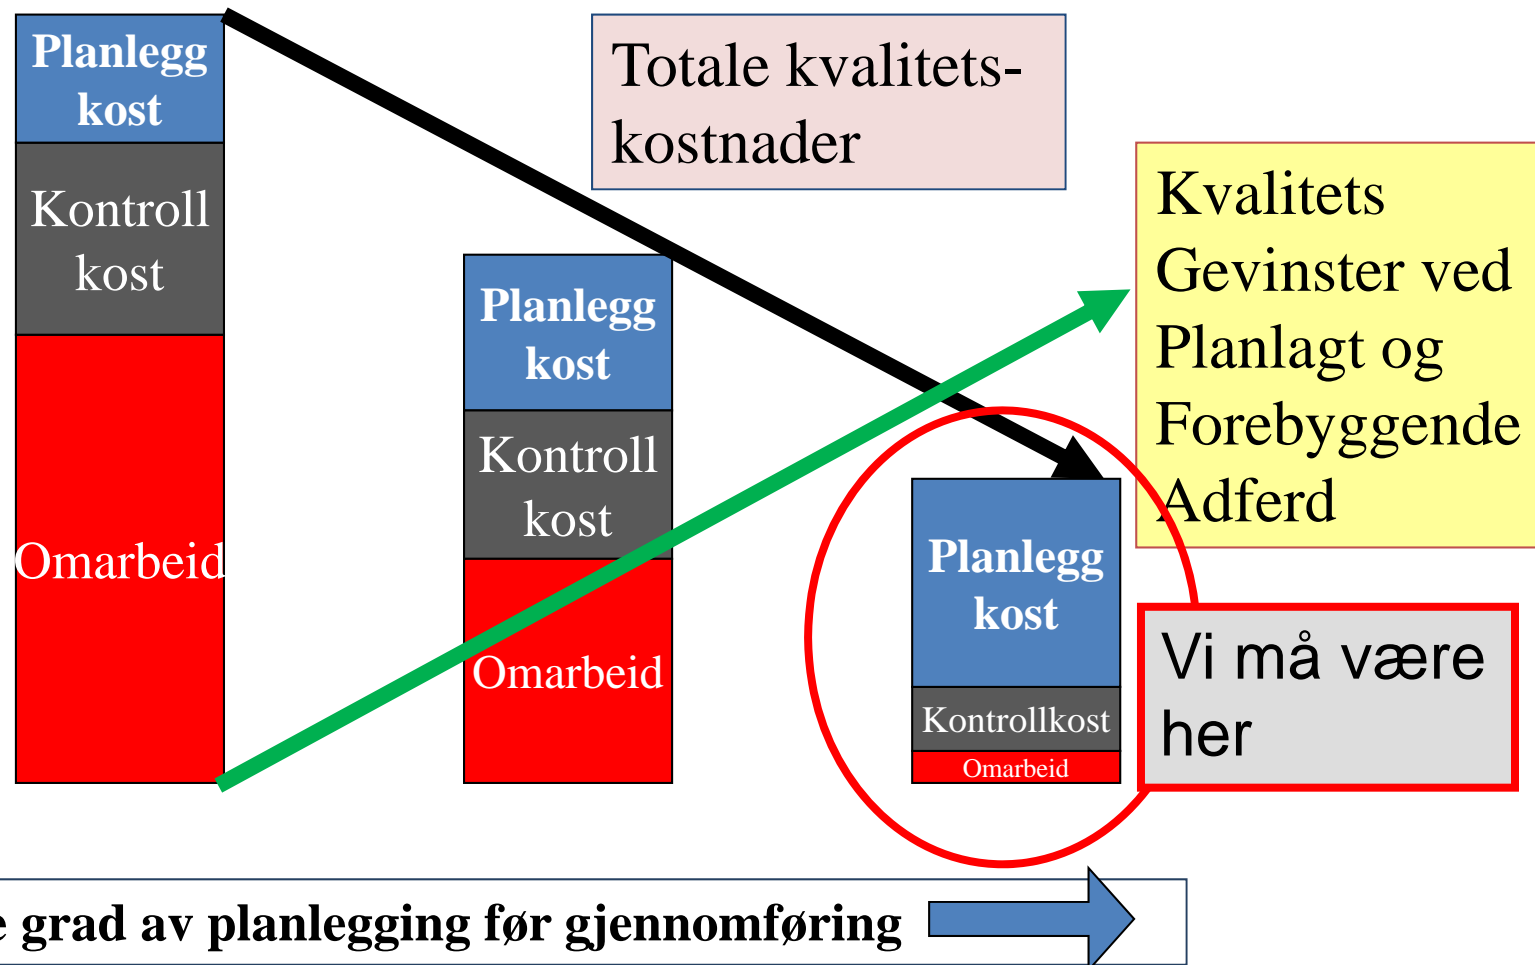 Planlegg
kost
Kontroll
kost
Omarbeid
Totale kvalitets-
kostnader
Planlegg
kost
Kontroll
kost
Omarbeid
Kvalitets
Gevinster ved
Planlagt og
Forebyggende
Adferd
Planlegg
kost
Kontrollkost
Omarbeid
Vi må være
her
grad av planlegging før gjennomføring